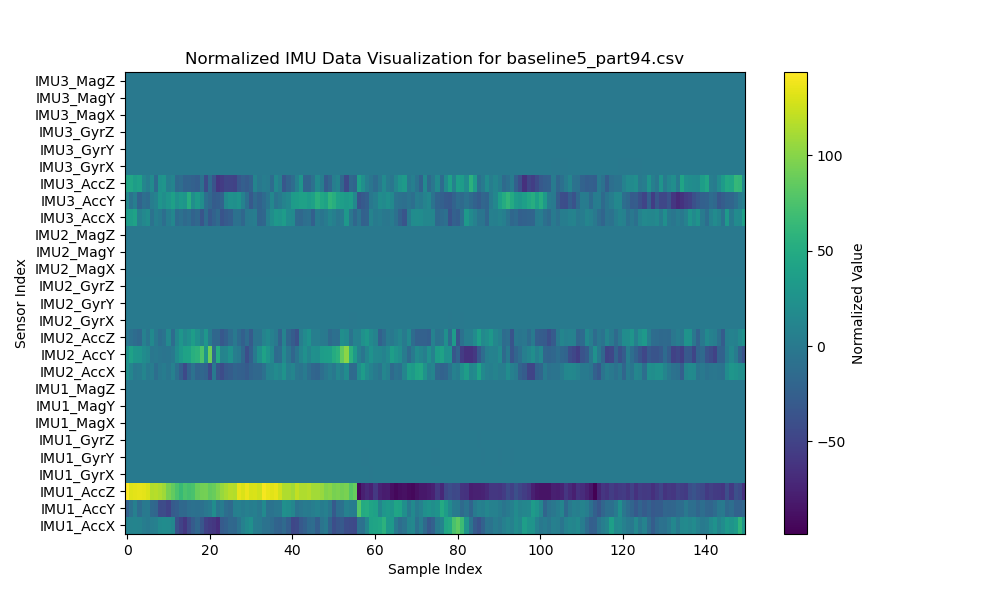 Normalized IMU Data Visualization for baseline5_part94.csv
IMU3_MagZ
IMU3_MagY
IMU3_MagX
IMU3_GyrZ
IMU3_GyrY
IMU3_GyrX
IMU3_AccZ
IMU3_AccY
IMU3_AccX
IMU2_MagZ
IMU2_MagY
IMU2_MagX
IMU2_GyrZ
IMU2_GyrY
IMU2_GyrX
IMU2_AccZ
IMU2_AccY
IMU2_AccX
IMU1_MagZ
IMU1_MagY
IMU1_MagX
IMU1_GyrZ
IMU1_GyrY
IMU1_GyrX
IMU1_AccZ
IMU1_AccY
IMU1_AccX
Sensor Index
0 20 40 60 80 100 120 140
Sample Index
100
50
0
−50
Normalized Value